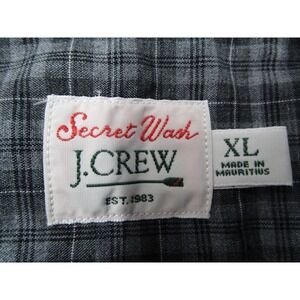 Secret Wash
J.CREW
EST. 1983
XL
MADE IN
MAURITIUS